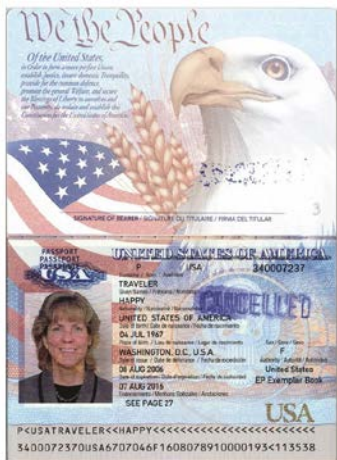 We the People
Of the United States,
in Order to form a more perfect Union,
establish Justice, insure domestic Tranquility,
provide for the common defence,
promote the general Welfare, and secure
the Blessings of Liberty to ourselves and
our Posterity, do ordain and establish this
Constitution for the United States of America.
SIGNATURE OF BEARER / SIGNATURE DU TITULAIRE / FIRMA DEL TITULAR
3
PASSPORT
PASSEPORT
PASAPORTE
USA
UNITED STATES OF AMERICA
P
USA
340007237
TRAVELER
HAPPY
UNITED STATES OF AMERICA
04 JUL 1967
WASHINGTON, D.C., U.S.A.
F
08 AUG 2006
United States
07 AUG 2016
EP Exemplar Book
SEE PAGE 27
CANCELLED
USA
P<USATRAVELER<<HAPPY<<<<<<<<<<<<<<<<<<<<<<<<
3400072370USA6707046F1608078910000193<113538